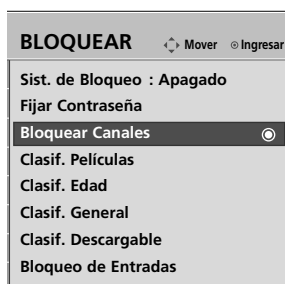 BLOQUEAR Mover Ingresar
Sist. de Bloqueo : Apagado
Fijar Contraseña
Bloquear Canales
Clasif. Películas
Clasif. Edad
Clasif. General
Clasif. Descargable
Bloqueo de Entradas